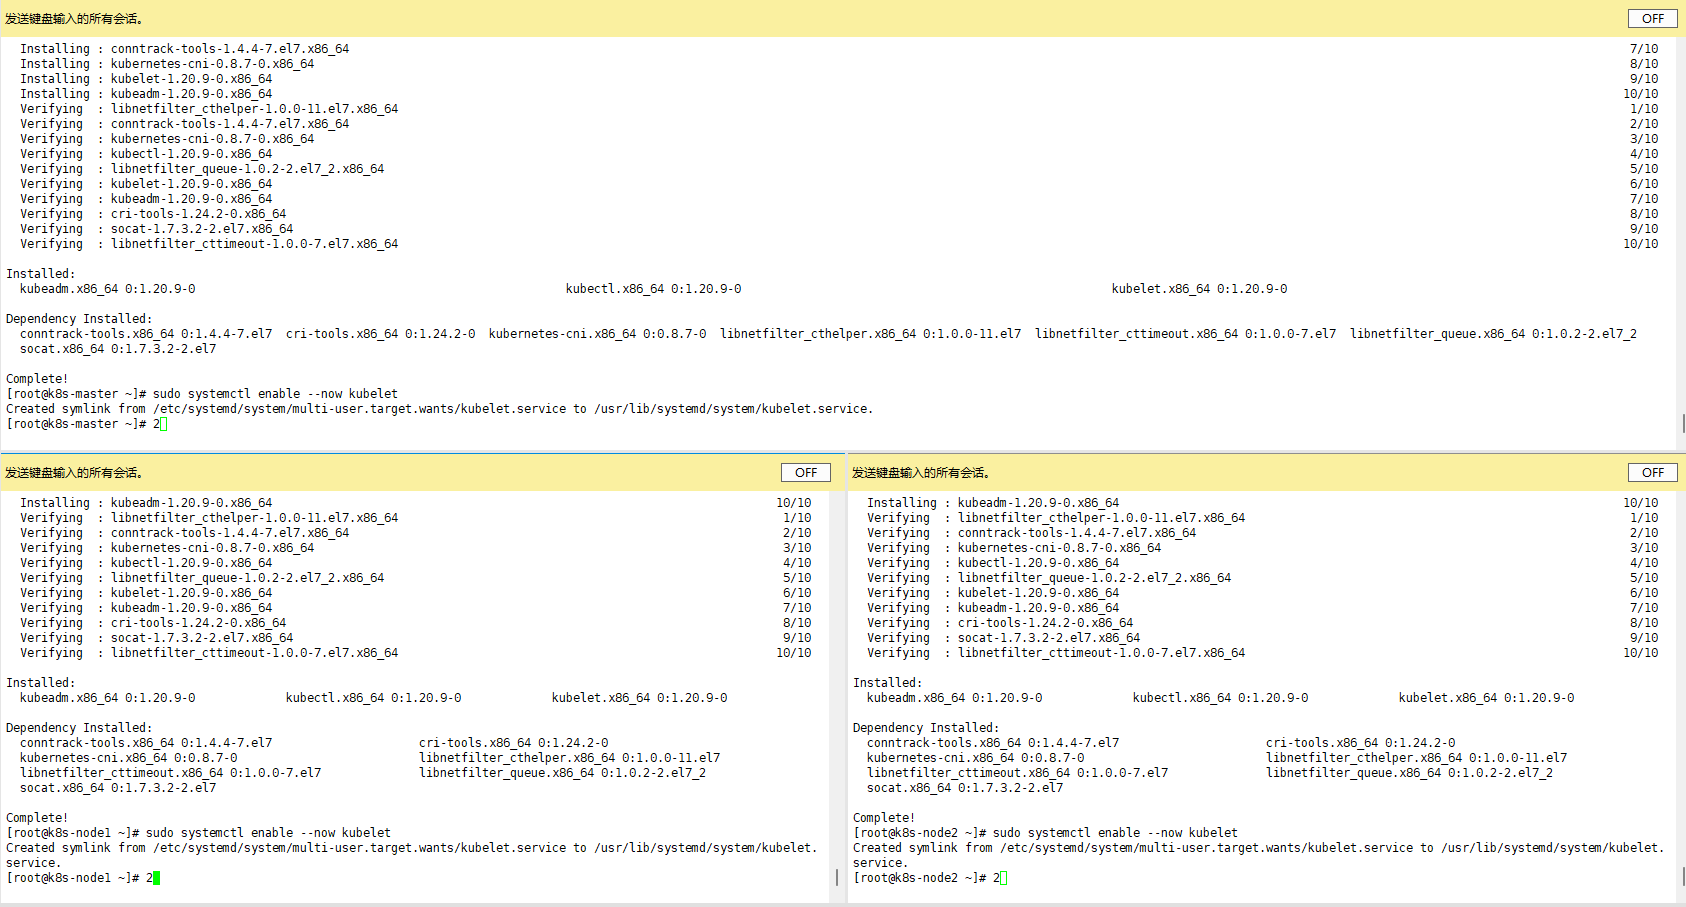 发送键盘输入的所有会话。 OFF
Installing : conntrack-tools-1.4.4-7.el7.x86_64 7/10
Installing : kubernetes-cni-0.8.7-0.x86_64 8/10
Installing : kubelet-1.20.9-0.x86_64 9/10
Installing : kubeadm-1.20.9-0.x86_64 10/10
Verifying : libnetfilter_cthelper-1.0.0-11.el7.x86_64 1/10
Verifying : conntrack-tools-1.4.4-7.el7.x86_64 2/10
Verifying : kubernetes-cni-0.8.7-0.x86_64 3/10
Verifying : kubectl-1.20.9-0.x86_64 4/10
Verifying : libnetfilter_queue-1.0.2-2.el7_2.x86_64 5/10
Verifying : kubelet-1.20.9-0.x86_64 6/10
Verifying : kubeadm-1.20.9-0.x86_64 7/10
Verifying : cri-tools-1.24.2-0.x86_64 8/10
Verifying : socat-1.7.3.2-2.el7.x86_64 9/10
Verifying : libnetfilter_cttimeout-1.0.0-7.el7.x86_64 10/10
Installed:
kubeadm.x86_64 0:1.20.9-0 kubectl.x86_64 0:1.20.9-0 kubelet.x86_64 0:1.20.9-0
Dependency Installed:
conntrack-tools.x86_64 0:1.4.4-7.el7 cri-tools.x86_64 0:1.24.2-0 kubernetes-cni.x86_64 0:0.8.7-0 libnetfilter_cthelper.x86_64 0:1.0.0-11.el7 libnetfilter_cttimeout.x86_64 0:1.0.0-7.el7 libnetfilter_queue.x86_64 0:1.0.2-2.el7_2
socat.x86_64 0:1.7.3.2-2.el7
Complete!
[root@k8s-master ~]# sudo systemctl enable --now kubelet
Created symlink from /etc/systemd/system/multi-user.target.wants/kubelet.service to /usr/lib/systemd/system/kubelet.service.
[root@k8s-master ~]# 2
发送键盘输入的所有会话。 OFF
Installing : kubeadm-1.20.9-0.x86_64 10/10
Verifying : libnetfilter_cthelper-1.0.0-11.el7.x86_64 1/10
Verifying : conntrack-tools-1.4.4-7.el7.x86_64 2/10
Verifying : kubernetes-cni-0.8.7-0.x86_64 3/10
Verifying : kubectl-1.20.9-0.x86_64 4/10
Verifying : libnetfilter_queue-1.0.2-2.el7_2.x86_64 5/10
Verifying : kubelet-1.20.9-0.x86_64 6/10
Verifying : kubeadm-1.20.9-0.x86_64 7/10
Verifying : cri-tools-1.24.2-0.x86_64 8/10
Verifying : socat-1.7.3.2-2.el7.x86_64 9/10
Verifying : libnetfilter_cttimeout-1.0.0-7.el7.x86_64 10/10
Installed:
kubeadm.x86_64 0:1.20.9-0 kubectl.x86_64 0:1.20.9-0 kubelet.x86_64 0:1.20.9-0
Dependency Installed:
conntrack-tools.x86_64 0:1.4.4-7.el7 cri-tools.x86_64 0:1.24.2-0
kubernetes-cni.x86_64 0:0.8.7-0 libnetfilter_cthelper.x86_64 0:1.0.0-11.el7
libnetfilter_cttimeout.x86_64 0:1.0.0-7.el7 libnetfilter_queue.x86_64 0:1.0.2-2.el7_2
socat.x86_64 0:1.7.3.2-2.el7
Complete!
[root@k8s-node1 ~]# sudo systemctl enable --now kubelet
Created symlink from /etc/systemd/system/multi-user.target.wants/kubelet.service to /usr/lib/systemd/system/kubelet.
service.
[root@k8s-node1 ~]# 2
发送键盘输入的所有会话。 OFF
Installing : kubeadm-1.20.9-0.x86_64 10/10
Verifying : libnetfilter_cthelper-1.0.0-11.el7.x86_64 1/10
Verifying : conntrack-tools-1.4.4-7.el7.x86_64 2/10
Verifying : kubernetes-cni-0.8.7-0.x86_64 3/10
Verifying : kubectl-1.20.9-0.x86_64 4/10
Verifying : libnetfilter_queue-1.0.2-2.el7_2.x86_64 5/10
Verifying : kubelet-1.20.9-0.x86_64 6/10
Verifying : kubeadm-1.20.9-0.x86_64 7/10
Verifying : cri-tools-1.24.2-0.x86_64 8/10
Verifying : socat-1.7.3.2-2.el7.x86_64 9/10
Verifying : libnetfilter_cttimeout-1.0.0-7.el7.x86_64 10/10
Installed:
kubeadm.x86_64 0:1.20.9-0 kubectl.x86_64 0:1.20.9-0 kubelet.x86_64 0:1.20.9-0
Dependency Installed:
conntrack-tools.x86_64 0:1.4.4-7.el7 cri-tools.x86_64 0:1.24.2-0
kubernetes-cni.x86_64 0:0.8.7-0 libnetfilter_cthelper.x86_64 0:1.0.0-11.el7
libnetfilter_cttimeout.x86_64 0:1.0.0-7.el7 libnetfilter_queue.x86_64 0:1.0.2-2.el7_2
socat.x86_64 0:1.7.3.2-2.el7
Complete!
[root@k8s-node2 ~]# sudo systemctl enable --now kubelet
Created symlink from /etc/systemd/system/multi-user.target.wants/kubelet.service to /usr/lib/systemd/system/kubelet.
service.
[root@k8s-node2 ~]# 2